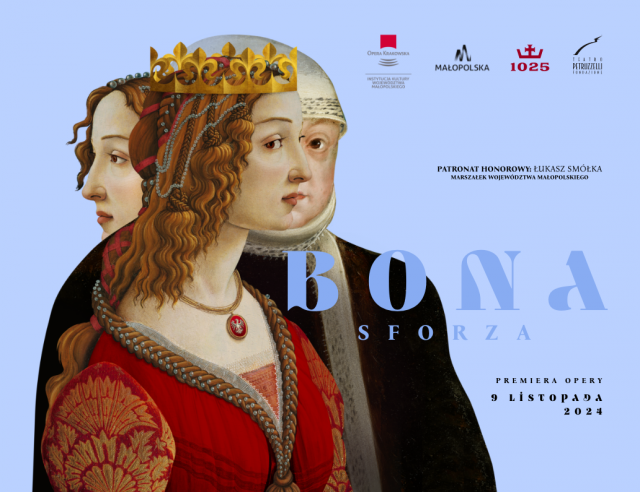 OPERA KRAKOWSKA
INSTYTUCJA KULTURY
WOJEWÓDZTWA
MAŁOPOLSKIEGO
MAŁOPOLSKA
1025
TEATRO
PETRUZZELLI
FONDAZIONE
PATRONAT HONOROWY: ŁUKASZ SMÓŁKA
MARSZAŁEK WOJEWÓDZTWA MAŁOPOLSKIEGO
BONA
SFORZA
PREMIERA OPERY
9 LISTOPADA
2024